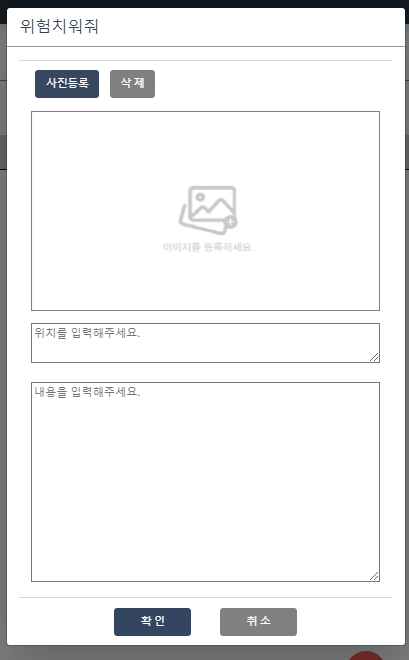 위험치워줘
사진등록 삭제
이미지를 등록하세요
위치를 입력해주세요.
내용을 입력해주세요.
확인 취소